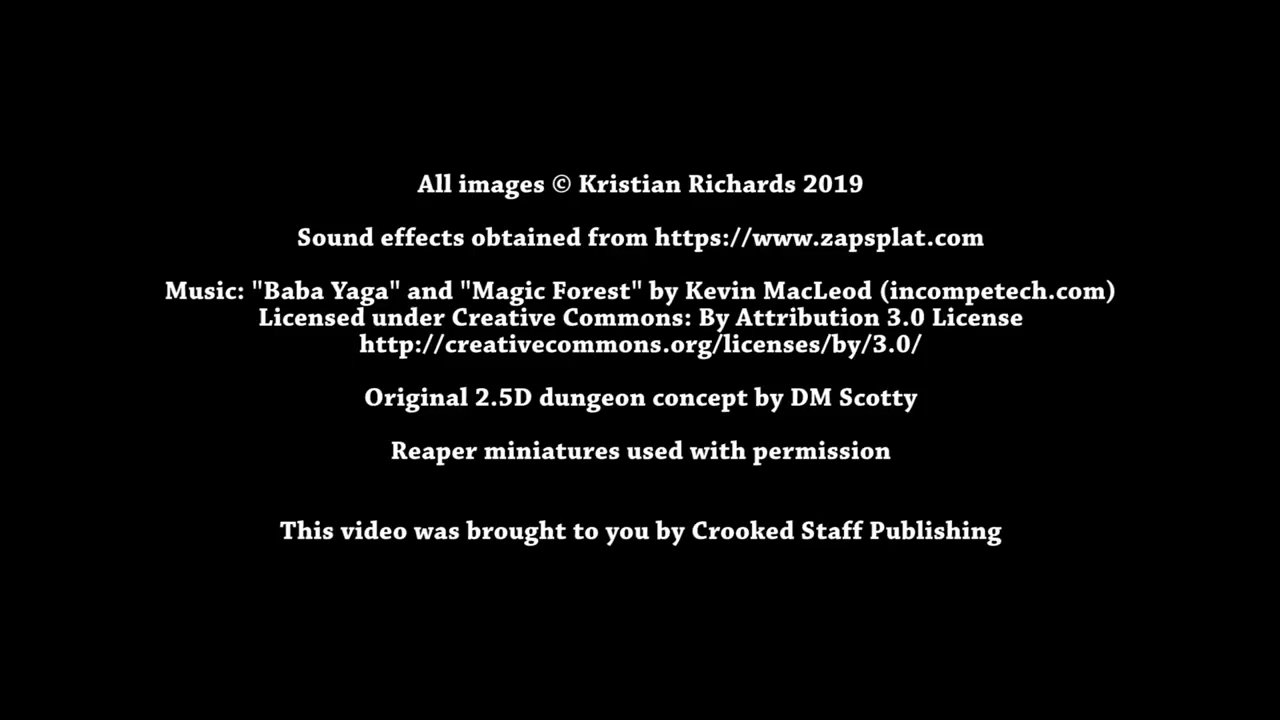 All images © Kristian Richards 2019
Sound effects obtained from https://www.zapsplat.com
Music: "Baba Yaga" and "Magic Forest" by Kevin MacLeod (incompetech.com)
Licensed under Creative Commons: By Attribution 3.0 License
http://creativecommons.org/licenses/by/3.0/
Original 2.5D dungeon concept by DM Scotty
Reaper miniatures used with permission
This video was brought to you by Crooked Staff Publishing